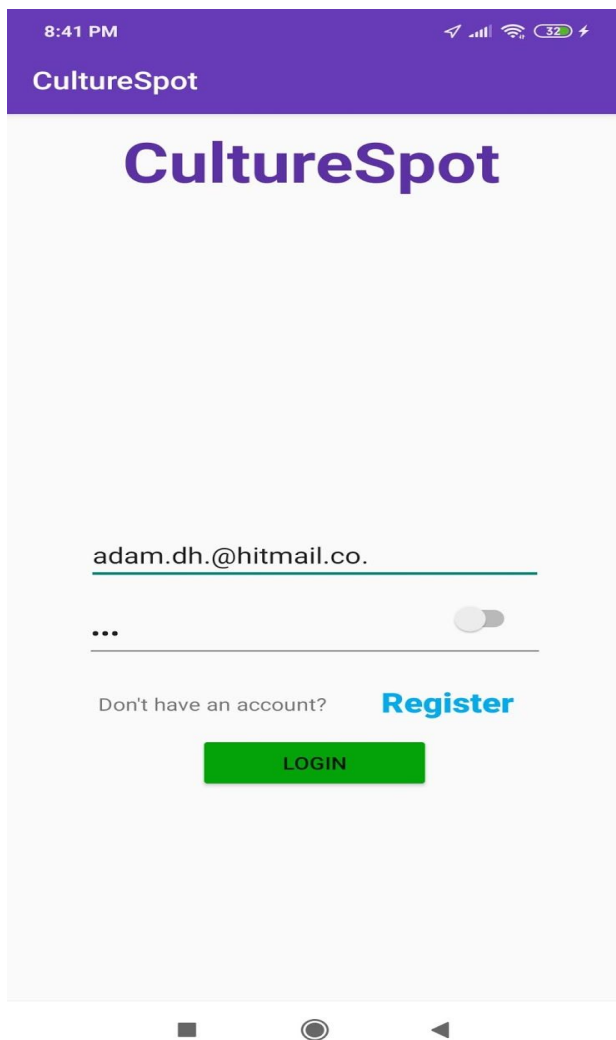 8:41 PM 32
CultureSpot
CultureSpot
adam.dh.@hitmail.co.
•••
Don't have an account? Register
LOGIN